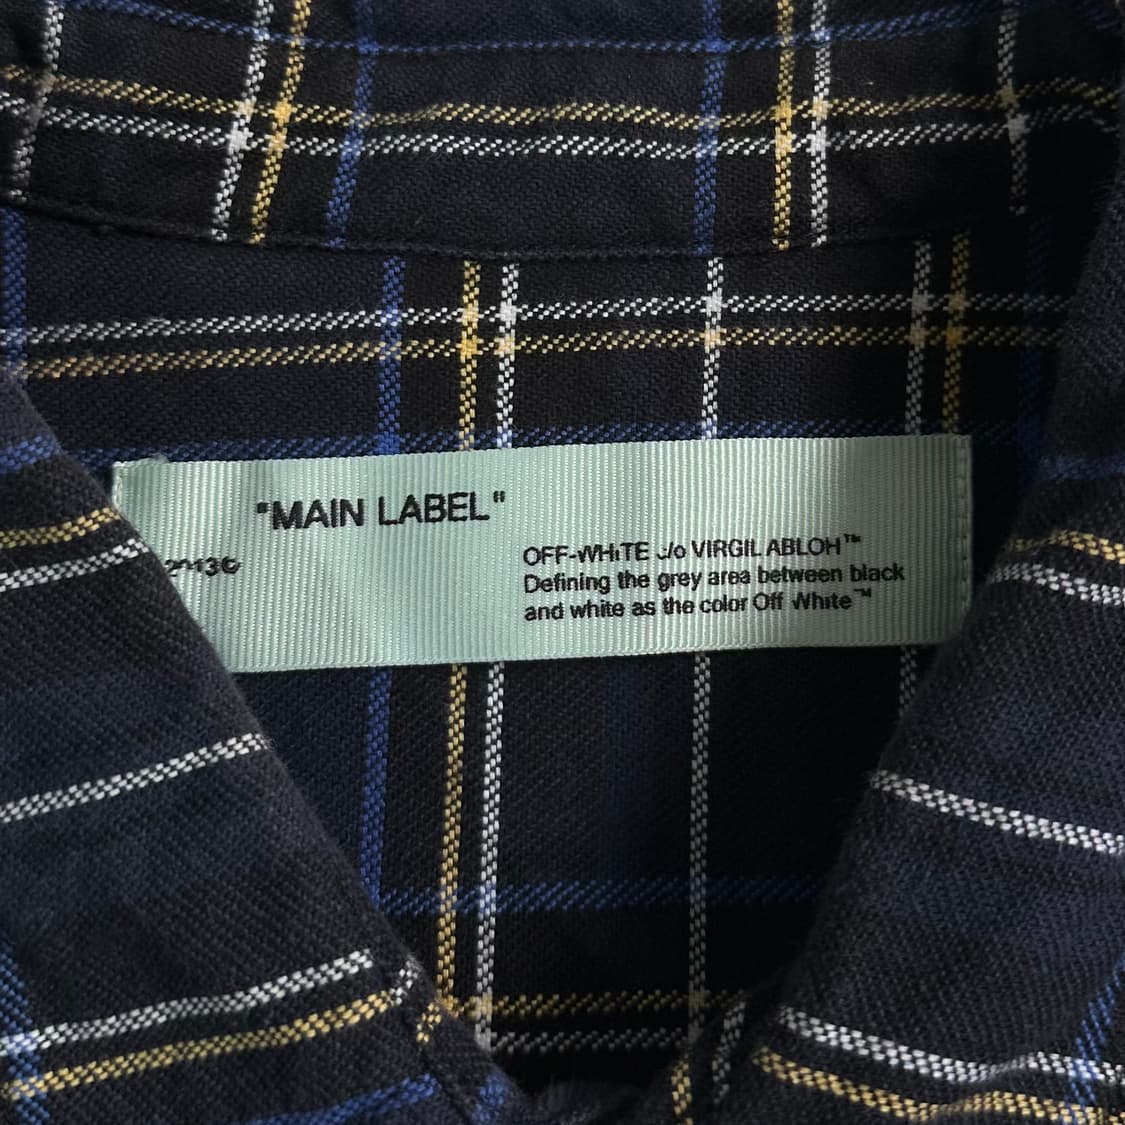 "MAIN LABEL"
OFF-WHITE c/o VIRGIL ABLOH™
Defining the grey area between black
and white as the color Off White™